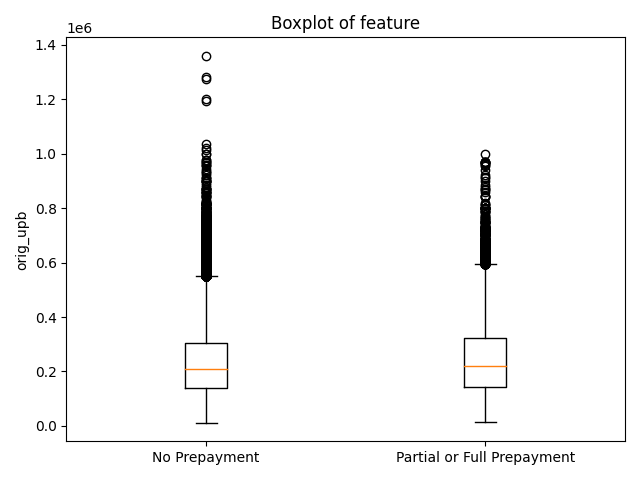 Boxplot of feature
1e6
1.4
1.2
1.0
0.8
0.6
0.4
0.2
0.0
orig_upb
No Prepayment
Partial or Full Prepayment